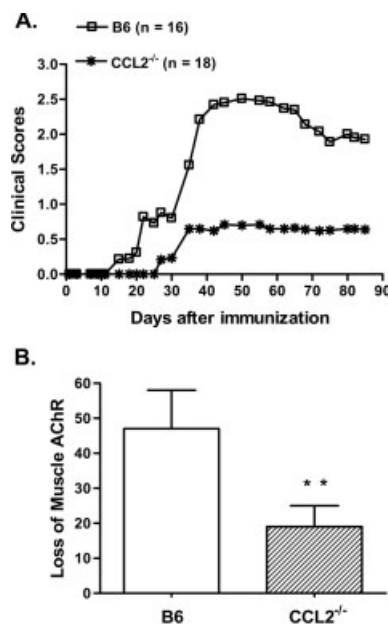 A.
B6 (n = 16)
CCL2-/- (n = 18)
3.0
2.5
2.0
1.5
1.0
0.5
0.0
Clinical Scores
0 10 20 30 40 50 60 70 80 90
Days after immunization
B.
60
50
40
30
20
10
0
Loss of Muscle AChR
* *
B6 CCL2-/-